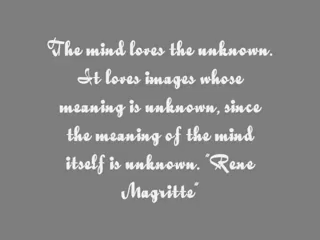 The mind loves the unknown.
It loves images whose
meaning is unknown, since
the meaning of the mind
itself is unknown. "Rene
Magritte"